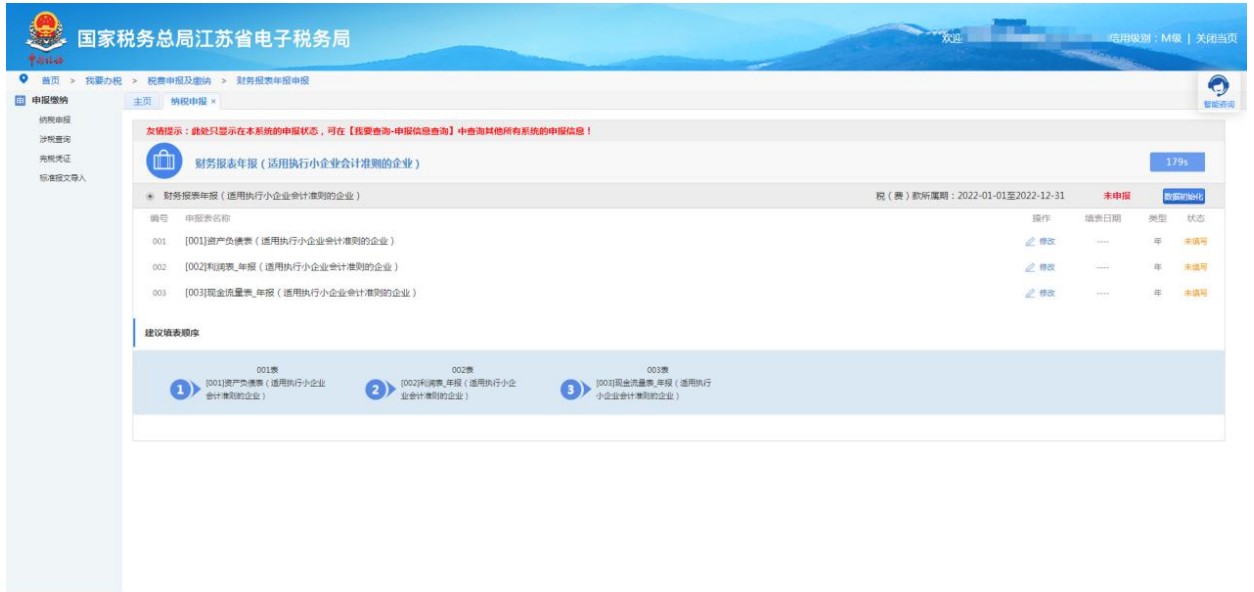 国家税务总局江苏省电子税务局
欢迎
信用级别：M级 | 关闭当页
首页 > 我要办税 > 税费申报及缴纳 > 财务报表年报申报
智能咨询
申报缴纳
纳税申报
涉税查询
完税凭证
标准报文导入
主页 纳税申报 ×
友情提示：此处只显示在本系统的申报状态，可在【我要查询-申报信息查询】中查询其他所有系统的申报信息！
财务报表年报（适用执行小企业会计准则的企业）
179s
财务报表年报（适用执行小企业会计准则的企业） 税（费）款所属期：2022-01-01至2022-12-31 未申报 数据初始化
编号 申报表名称 操作 填表日期 类型 状态
001 [001]资产负债表（适用执行小企业会计准则的企业） 修改 ---- 年 未填写
002 [002]利润表_年报（适用执行小企业会计准则的企业） 修改 ---- 年 未填写
003 [003]现金流量表_年报（适用执行小企业会计准则的企业） 修改 ---- 年 未填写
建议填表顺序
001表
1 [001]资产负债表（适用执行小企业
会计准则的企业）
002表
2 [002]利润表_年报（适用执行小企
业会计准则的企业）
003表
3 [003]现金流量表_年报（适用执行
小企业会计准则的企业）